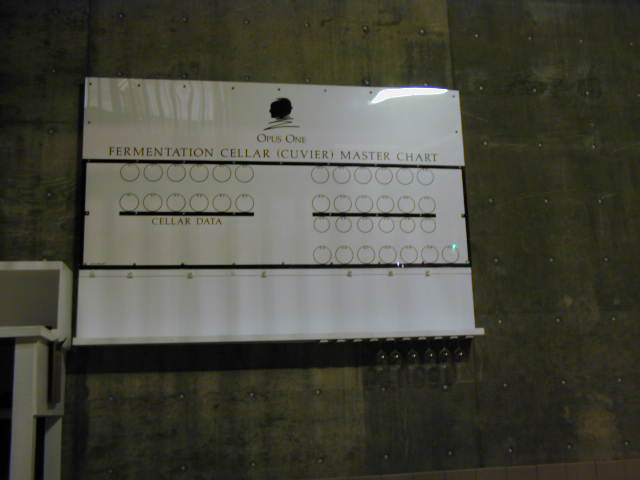 OPUS ONE
FERMENTATION CELLAR (CUVIER) MASTER CHART
CELLAR DATA